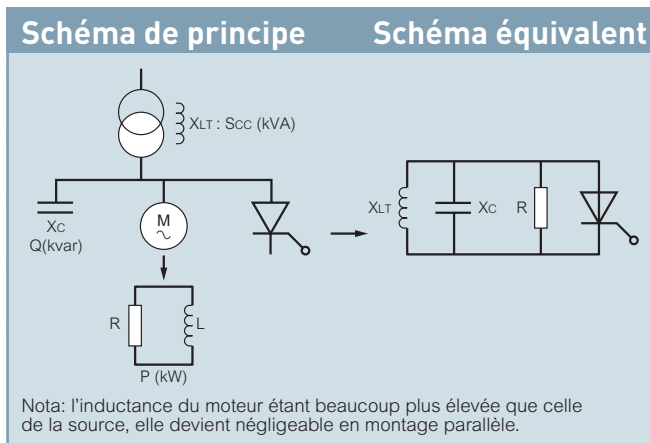 Schéma de principe
Schéma équivalent
XLT : SCC (kVA)
XC
Q(kvar)
M
~
R
L
P (kW)
XLT
XC
R
Nota: l'inductance du moteur étant beaucoup plus élevée que celle
de la source, elle devient négligeable en montage parallèle.